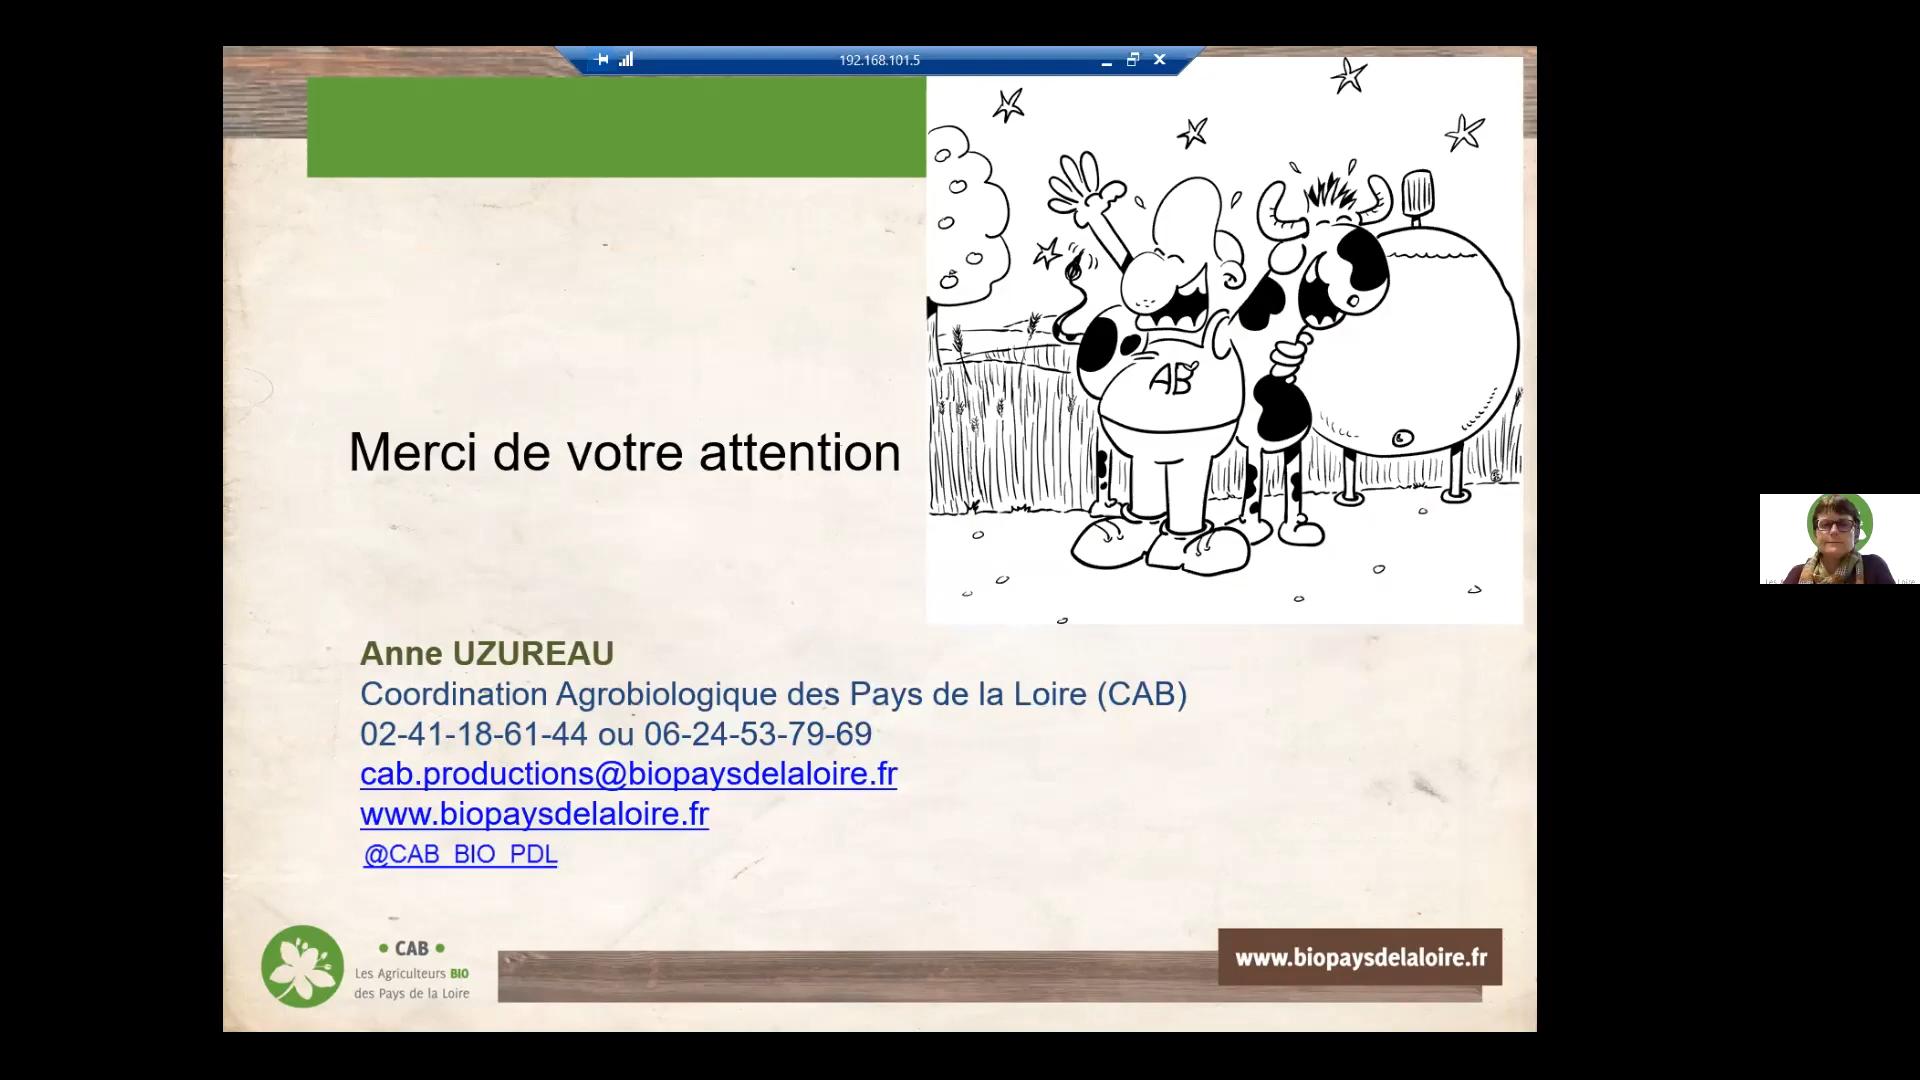 192.168.101.5
AB
Merci de votre attention
Anne UZUREAU
Coordination Agrobiologique des Pays de la Loire (CAB)
02-41-18-61-44 ou 06-24-53-79-69
cab.productions@biopaysdelaloire.fr
www.biopaysdelaloire.fr
@CAB_BIO_PDL
• CAB •
Les Agriculteurs BIO
des Pays de la Loire
www.biopaysdelaloire.fr